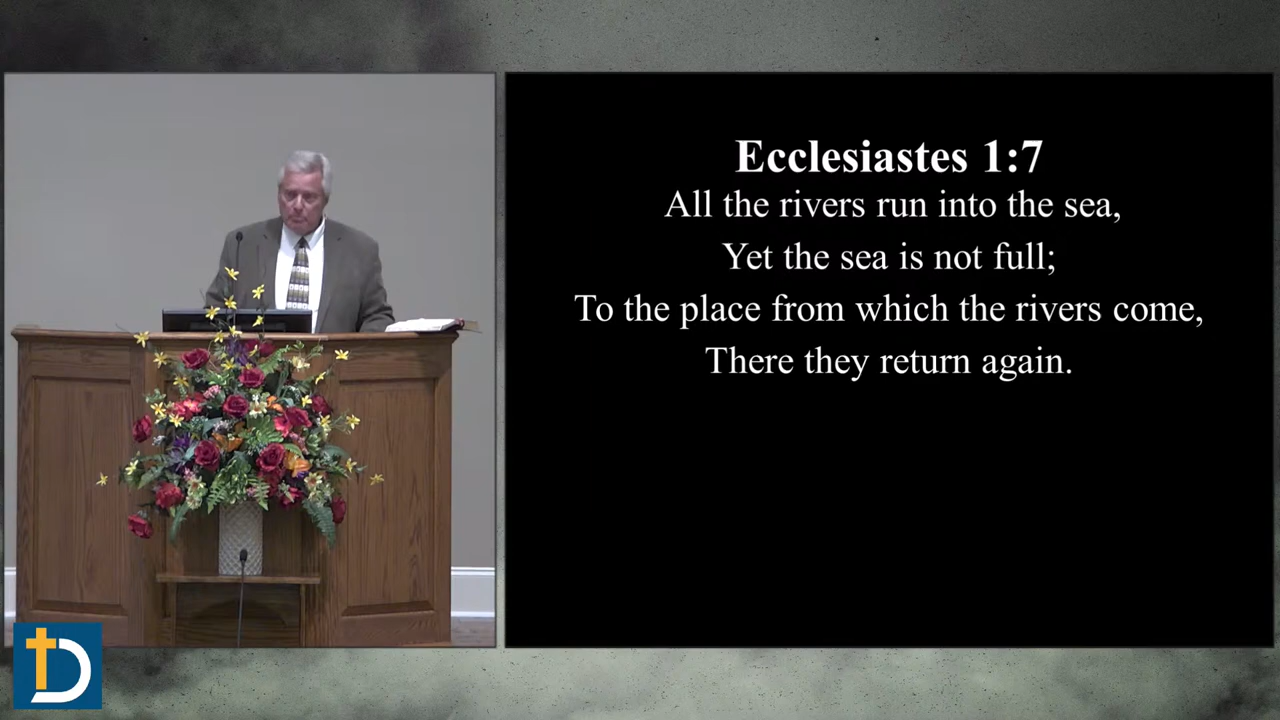 Ecclesiastes 1:7
All the rivers run into the sea,
Yet the sea is not full;
To the place from which the rivers come,
There they return again.